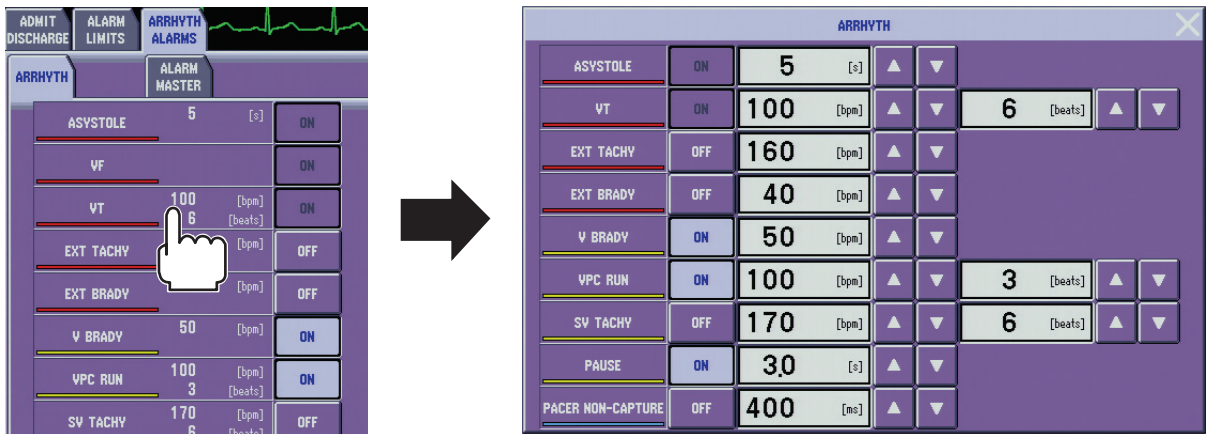 ADMIT DISCHARGE
ALARM LIMITS
ARRHYTH ALARMS
ARRHYTH
ALARM MASTER
ASYSTOLE 5 [s] ON
VF ON
VT 100 [bpm] ON
6 [beats]
EXT TACHY [bpm] OFF
EXT BRADY [bpm] OFF
V BRADY 50 [bpm] ON
VPC RUN 100 [bpm] ON
3 [beats]
SV TACHY 170 [bpm] OFF
6 [beats]
ARRHYTH
ASYSTOLE ON 5 [s]
VT ON 100 [bpm] 6 [beats]
EXT TACHY OFF 160 [bpm]
EXT BRADY OFF 40 [bpm]
V BRADY ON 50 [bpm]
VPC RUN ON 100 [bpm] 3 [beats]
SV TACHY OFF 170 [bpm] 6 [beats]
PAUSE ON 3.0 [s]
PACER NON-CAPTURE OFF 400 [ms]